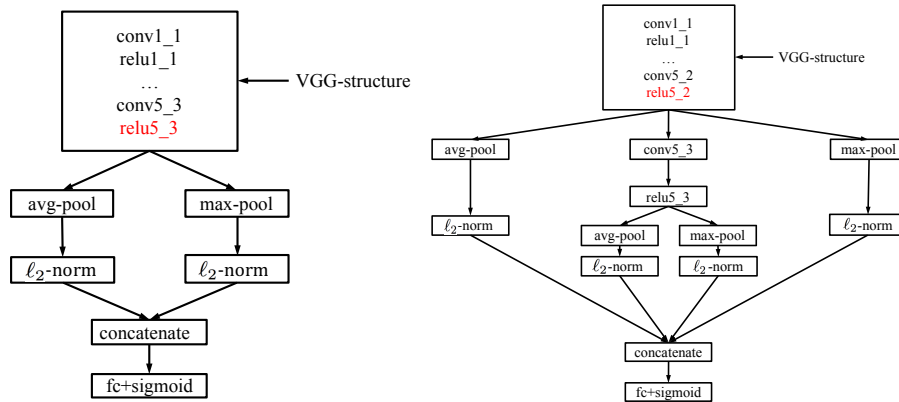 conv1_1
relu1_1
...
conv5_3
relu5_3
VGG-structure
avg-pool
max-pool
ℓ₂-norm
ℓ₂-norm
concatenate
fc+sigmoid
conv1_1
relu1_1
...
conv5_2
relu5_2
VGG-structure
avg-pool
conv5_3
max-pool
relu5_3
ℓ₂-norm
ℓ₂-norm
avg-pool
max-pool
ℓ₂-norm
ℓ₂-norm
concatenate
fc+sigmoid